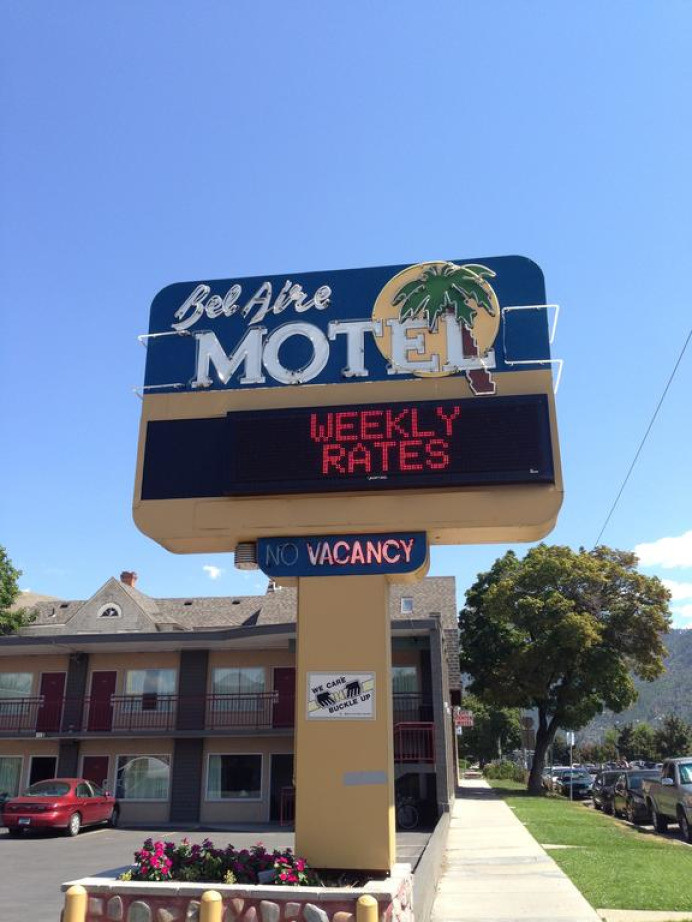 Bel Aire
MOTEL
WEEKLY
RATES
NO VACANCY
WE CARE
BUCKLE UP